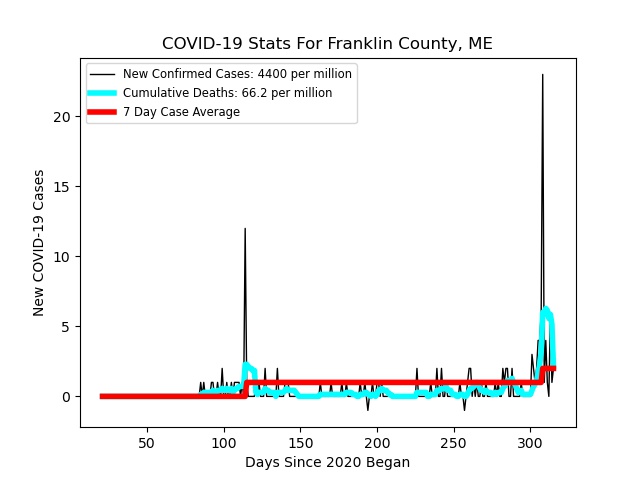 COVID-19 Stats For Franklin County, ME
New Confirmed Cases: 4400 per million
Cumulative Deaths: 66.2 per million
7 Day Case Average
New COVID-19 Cases
20
15
10
5
0
50 100 150 200 250 300
Days Since 2020 Began